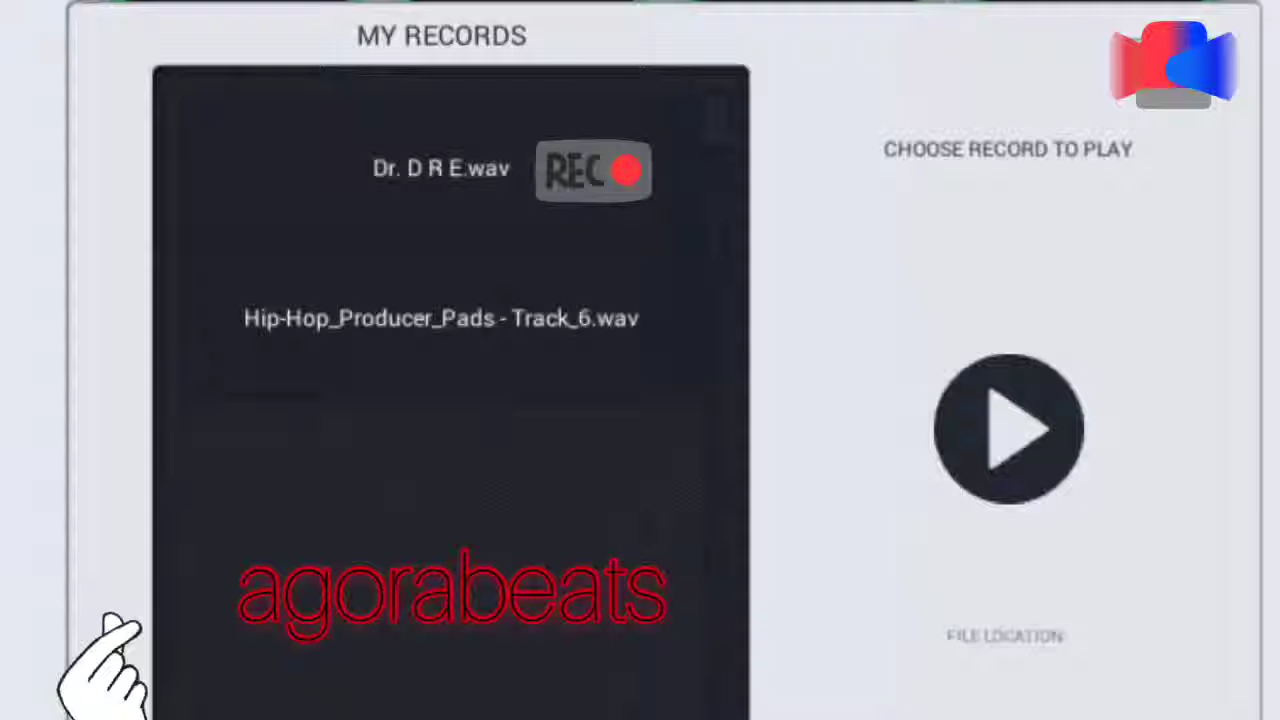 MY RECORDS
Dr. D R E.wav
REC
Hip-Hop_Producer_Pads - Track_6.wav
agorabeats
CHOOSE RECORD TO PLAY
FILE LOCATION